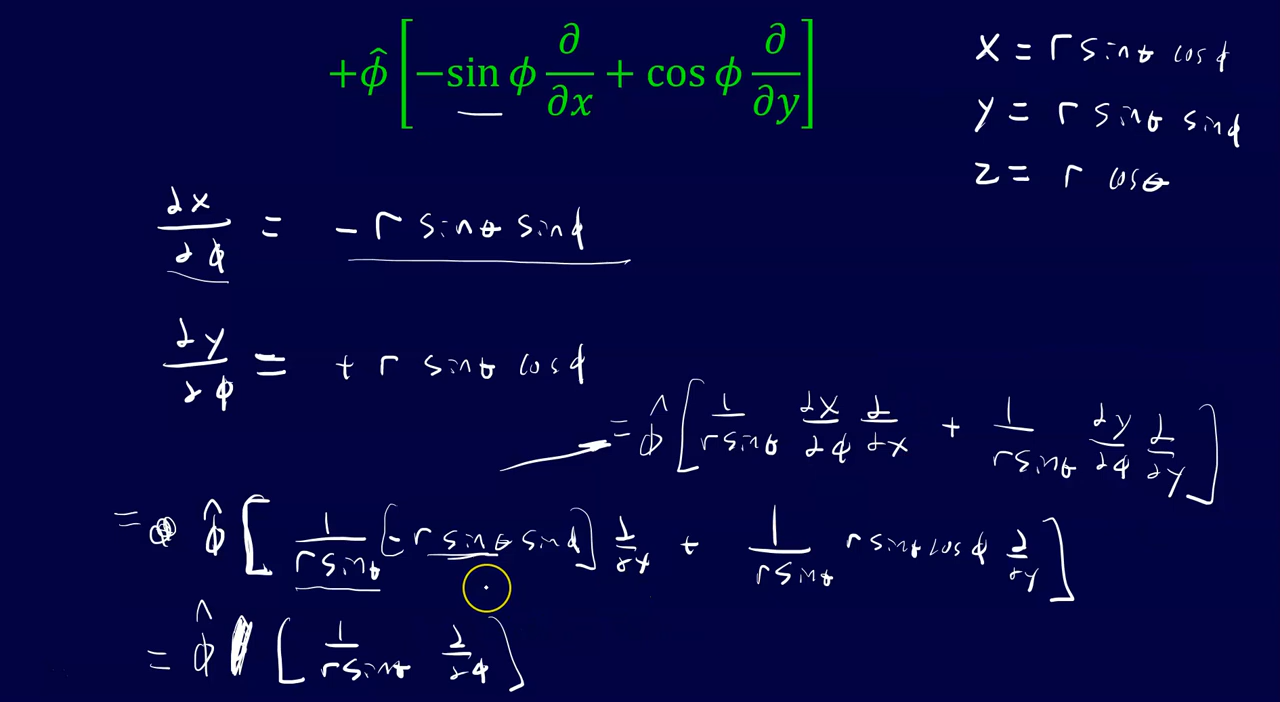 +φ̂ [−sin φ ∂/∂x + cos φ ∂/∂y]
x = r sinθ cosϕ
y = r sinθ sinϕ
z = r cosθ
∂x/∂ϕ = - r sinθ sinϕ
∂y/∂ϕ = + r sinθ cosϕ
= ϕ̂ [ 1/(r sinθ) ∂x/∂ϕ ∂/∂x + 1/(r sinθ) ∂y/∂ϕ ∂/∂y ]
= ϕ̂ [ 1/(r sinθ) [- r sinθ sinϕ] ∂/∂y + 1/(r sinθ) r sinθ cosϕ ∂/∂y ]
= ϕ̂ [ 1/(r sinθ) ∂/∂ϕ ]